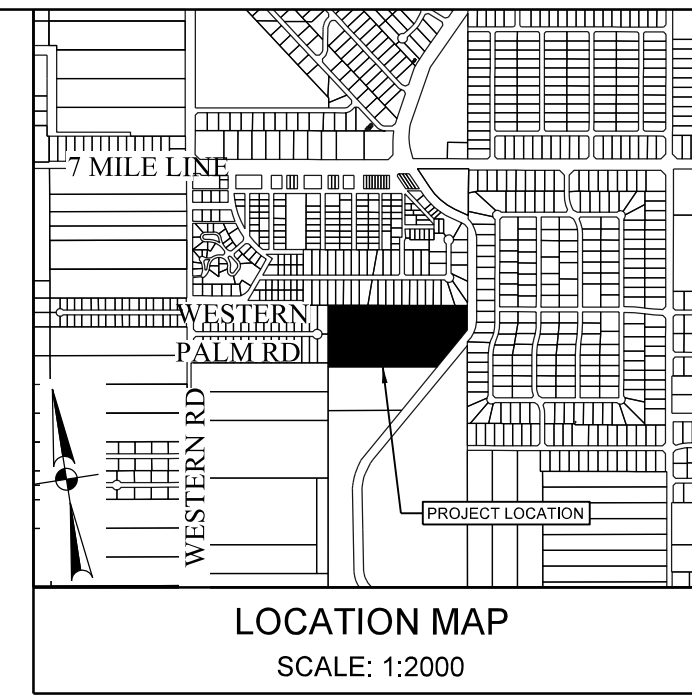 7 MILE LINE
WESTERN
PALM RD
WESTERN RD
PROJECT LOCATION
LOCATION MAP
SCALE: 1:2000